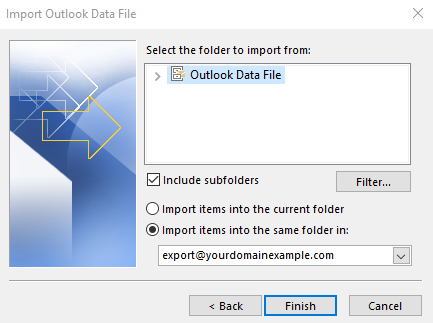 Import Outlook Data File
Select the folder to import from:
Outlook Data File
Include subfolders
Filter...
Import items into the current folder
Import items into the same folder in:
export@yourdomainexample.com
< Back
Finish
Cancel